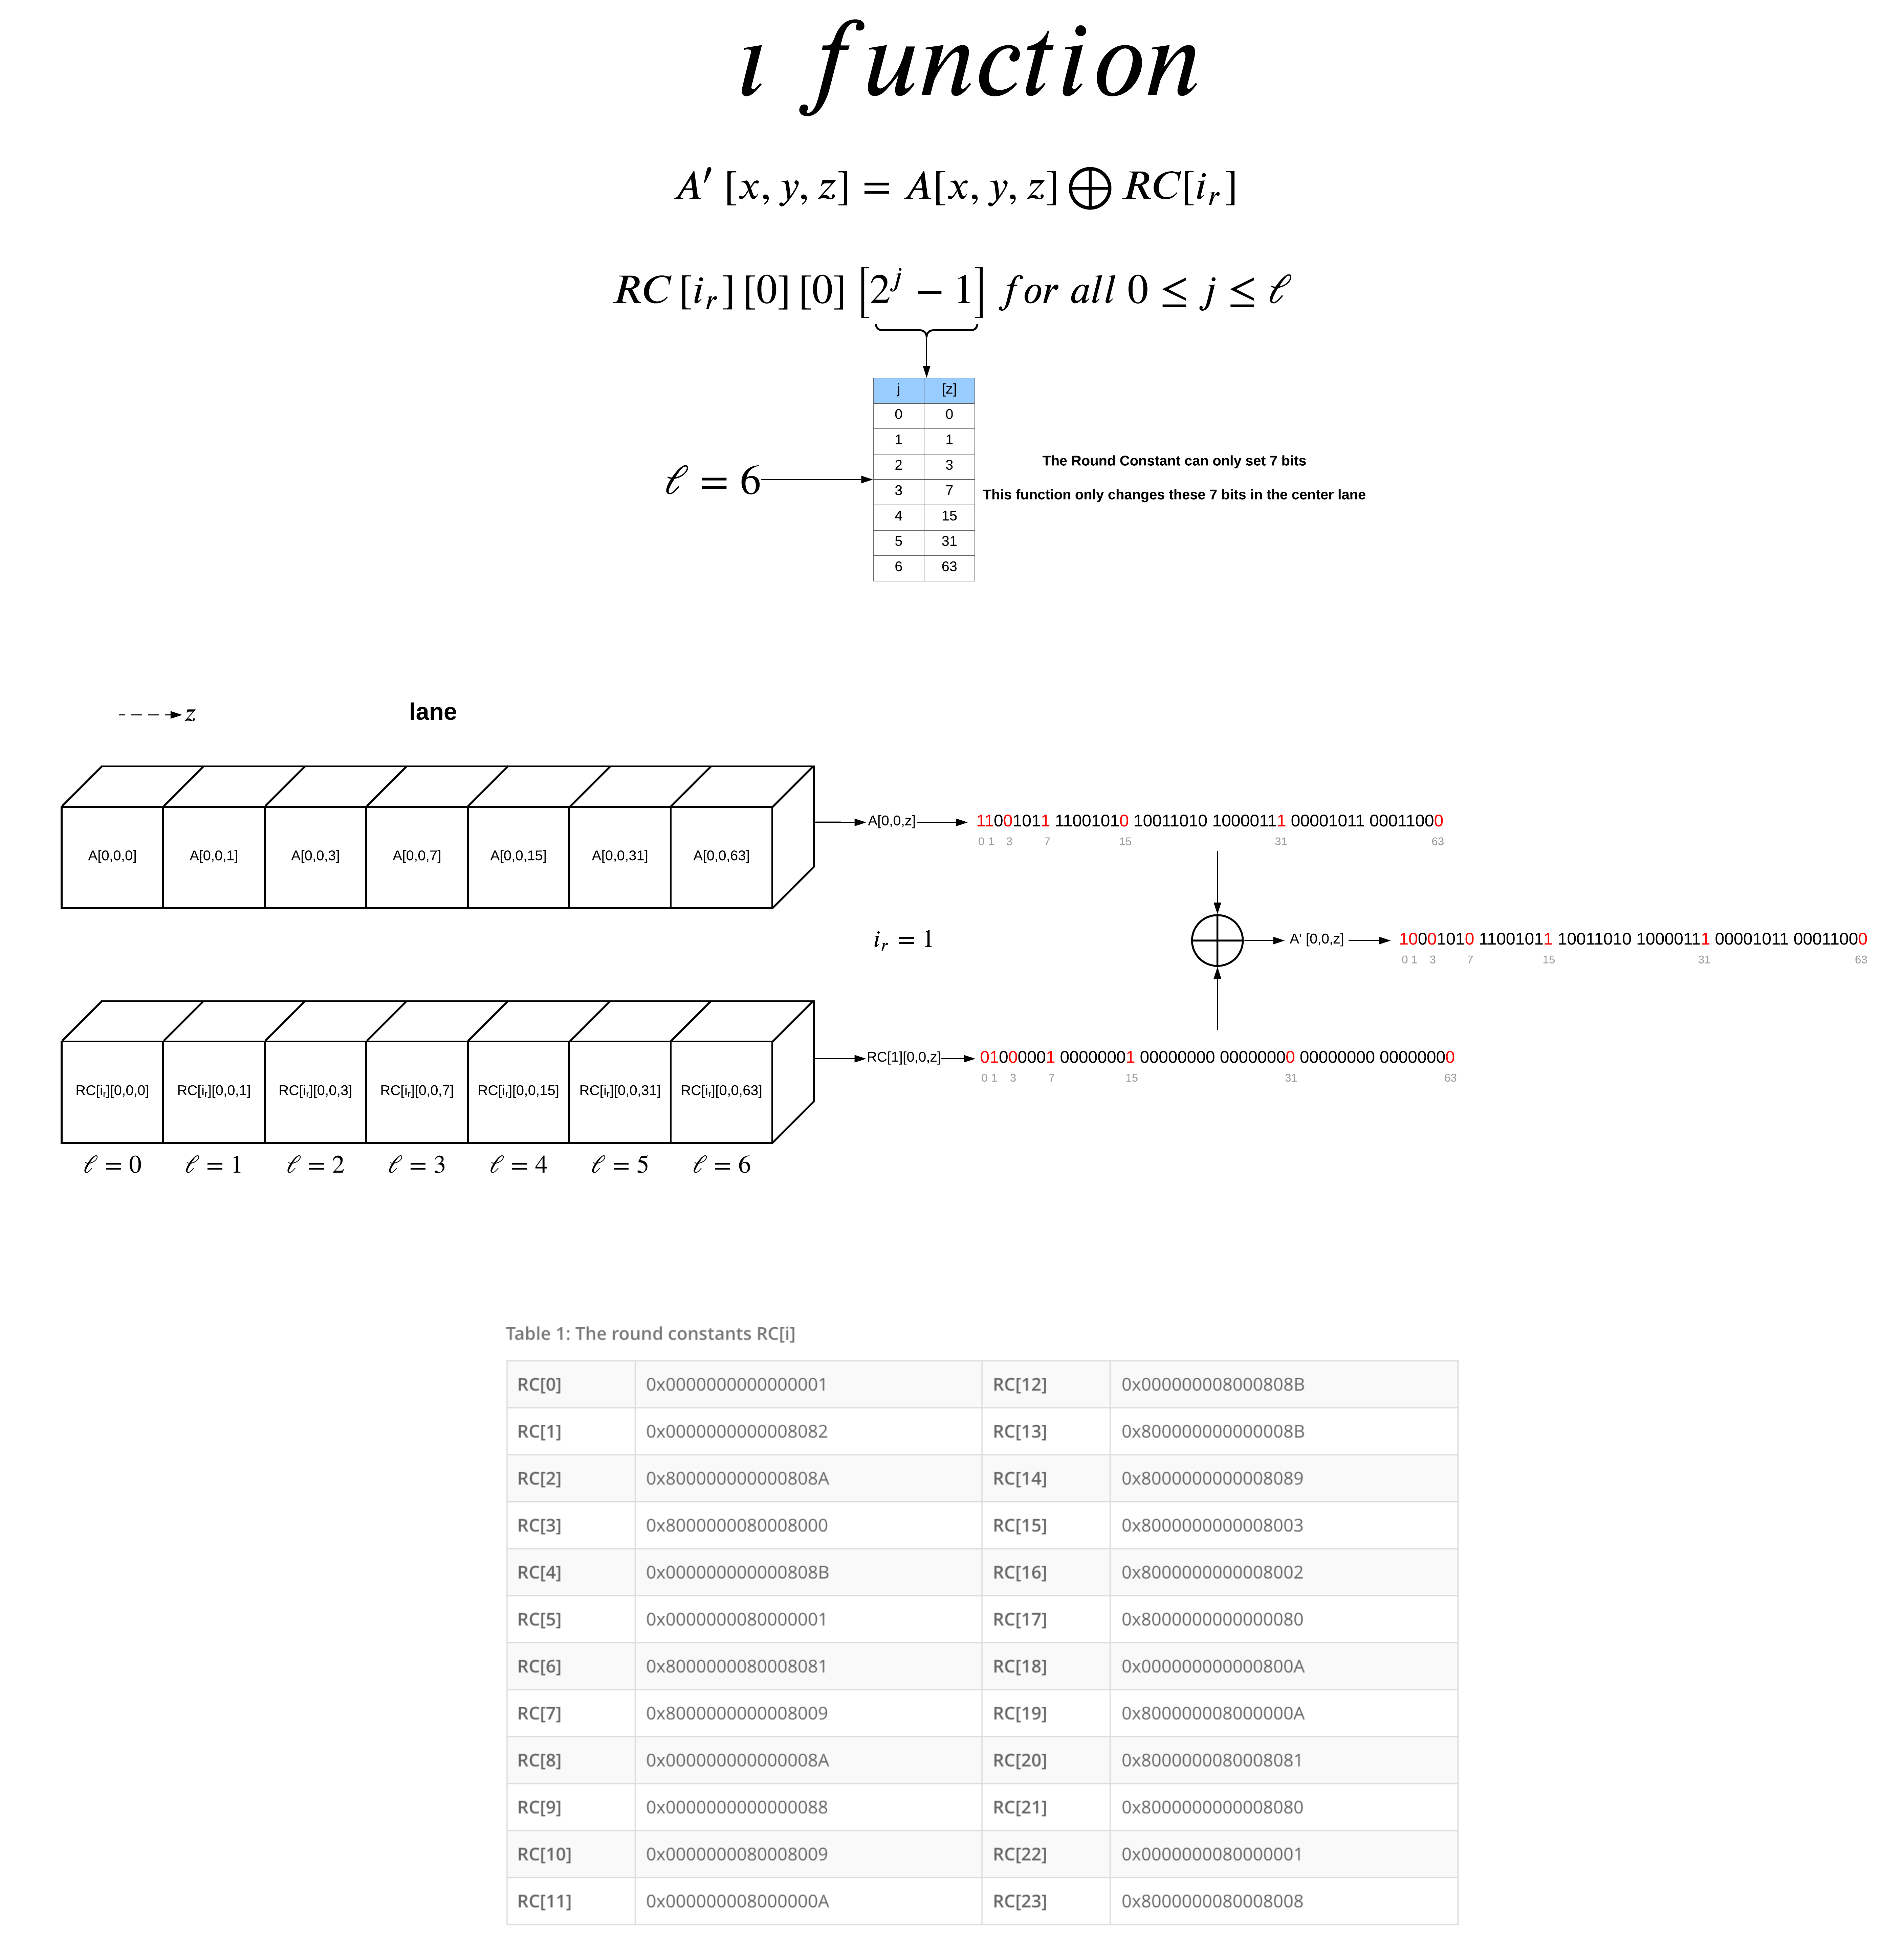 ι function
A′ [x, y, z] = A[x, y, z] ⨁ RC[iᵣ]
RC [iᵣ] [0] [0] [2ʲ − 1] for all 0 ≤ j ≤ ℓ
j [z]
0 0
1 1
2 3
3 7
4 15
5 31
6 63
ℓ = 6
The Round Constant can only set 7 bits
This function only changes these 7 bits in the center lane
z
lane
A[0,0,0] A[0,0,1] A[0,0,3] A[0,0,7] A[0,0,15] A[0,0,31] A[0,0,63]
A[0,0,z]
11001011 11001010 10011010 10000111 00001011 00011000
0 1 3 7 15 31 63
iᵣ = 1
A' [0,0,z]
10001010 11001011 10011010 10000111 00001011 00011000
0 1 3 7 15 31 63
RC[iᵣ][0,0,0] RC[iᵣ][0,0,1] RC[iᵣ][0,0,3] RC[iᵣ][0,0,7] RC[iᵣ][0,0,15] RC[iᵣ][0,0,31] RC[iᵣ][0,0,63]
RC[1][0,0,z]
01000001 00000001 00000000 00000000 00000000 00000000
0 1 3 7 15 31 63
ℓ = 0 ℓ = 1 ℓ = 2 ℓ = 3 ℓ = 4 ℓ = 5 ℓ = 6
Table 1: The round constants RC[i]
RC[0] 0x0000000000000001 RC[12] 0x000000008000808B
RC[1] 0x0000000000008082 RC[13] 0x800000000000008B
RC[2] 0x800000000000808A RC[14] 0x8000000000008089
RC[3] 0x8000000080008000 RC[15] 0x8000000000008003
RC[4] 0x000000000000808B RC[16] 0x8000000000008002
RC[5] 0x0000000080000001 RC[17] 0x8000000000000080
RC[6] 0x8000000080008081 RC[18] 0x000000000000800A
RC[7] 0x8000000000008009 RC[19] 0x800000008000000A
RC[8] 0x000000000000008A RC[20] 0x8000000080008081
RC[9] 0x0000000000000088 RC[21] 0x8000000000008080
RC[10] 0x0000000080008009 RC[22] 0x0000000080000001
RC[11] 0x000000008000000A RC[23] 0x8000000080008008